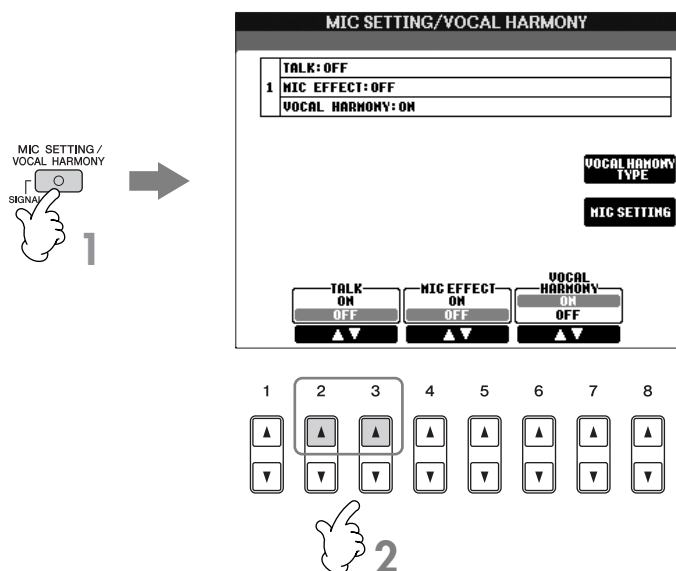 MIC SETTING/VOCAL HARMONY
TALK:OFF
1 MIC EFFECT:OFF
VOCAL HARMONY:ON
MIC SETTING /
VOCAL HARMONY
SIGNAL
1
VOCAL HAMONY
TYPE
MIC SETTING
TALK
ON
OFF
MIC EFFECT
ON
OFF
VOCAL
HARMONY
ON
OFF
1 2 3 4 5 6 7 8
2